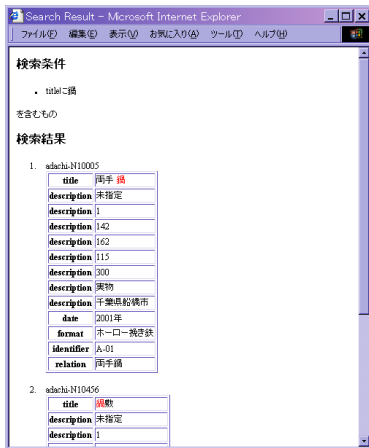 Search Result - Microsoft Internet Explorer
ファイル(F) 編集(E) 表示(V) お気に入り(A) ツール(T) ヘルプ(H)
検索条件
• titleに鍋
を含むもの
検索結果
1. adachi-N10005
title 両手 鍋
description 未指定
description 1
description 142
description 162
description 115
description 300
description 実物
description 千葉県船橋市
date 2001年
format ホーロー挽き鉄
identifier A-01
relation 両手鍋
2. adachi-N10456
title 鍋敷
description 未指定
description 1